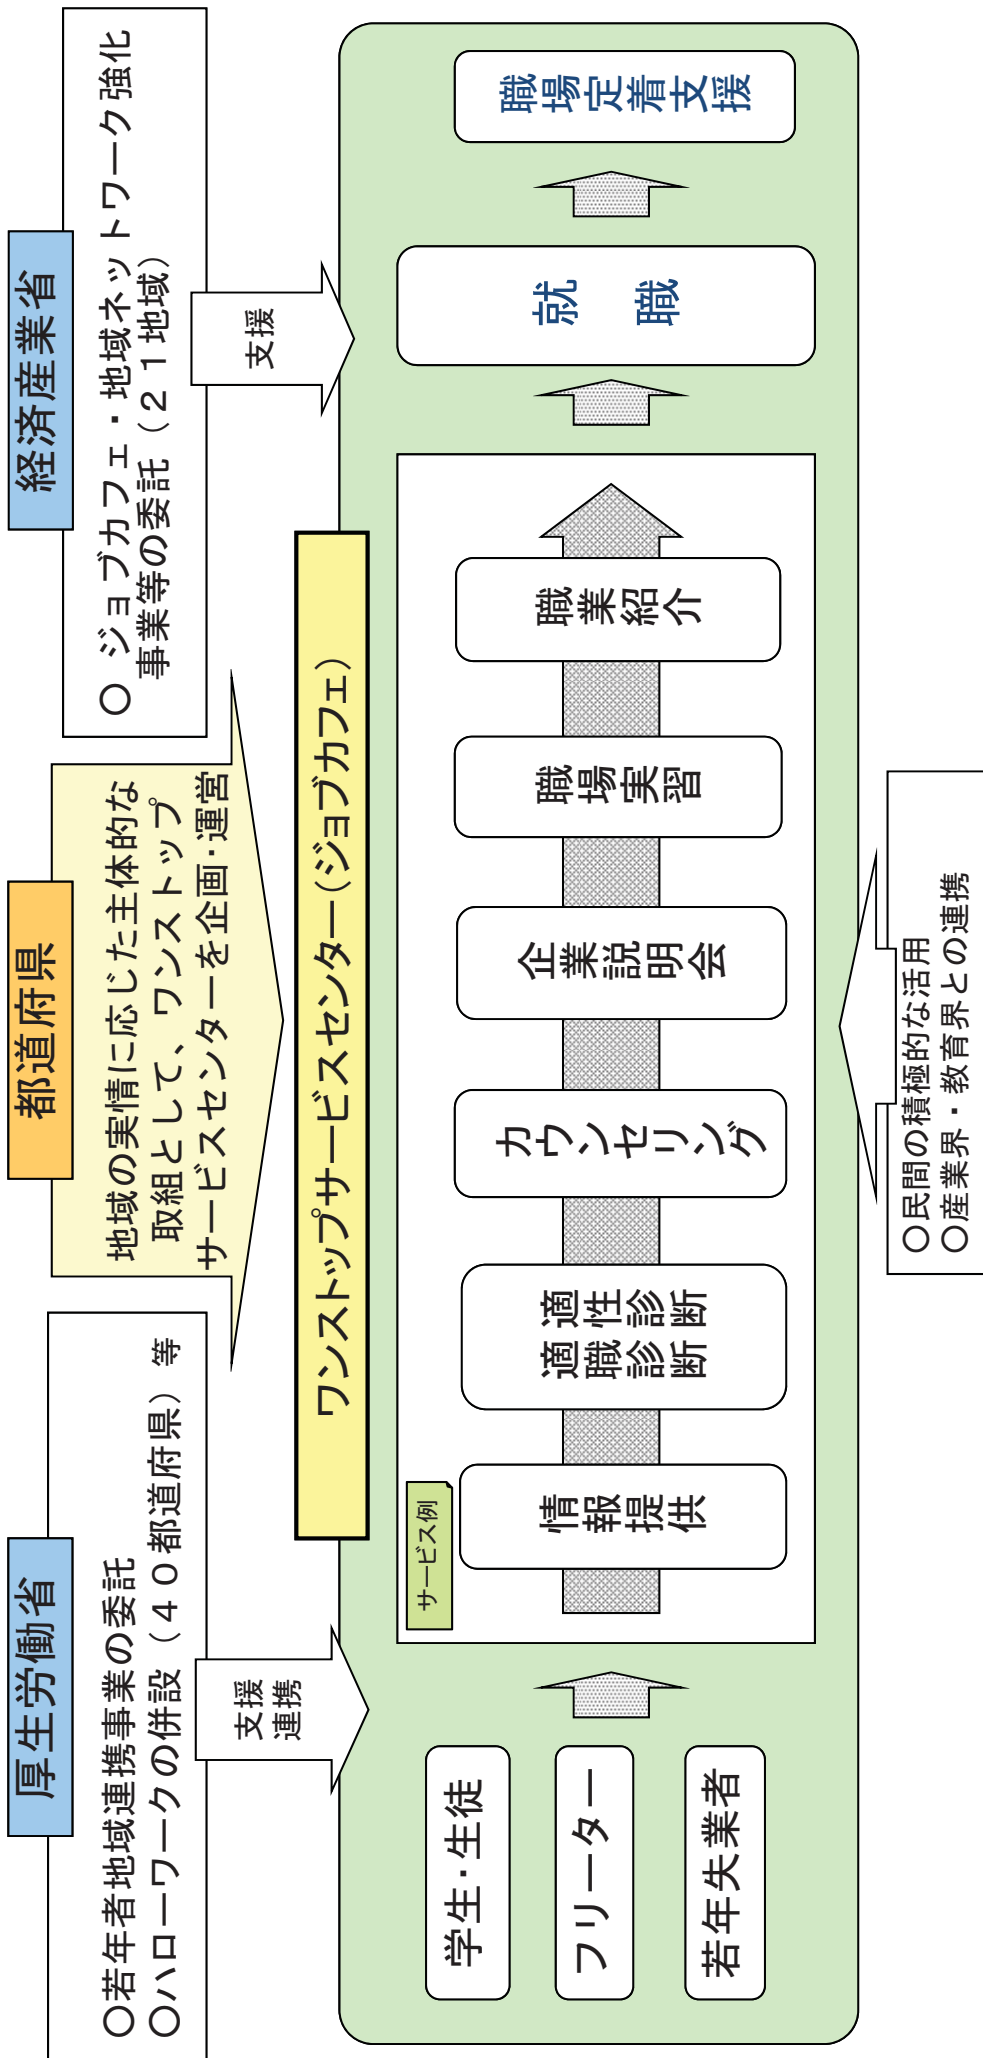 厚生労働省
○若年者地域連携事業の委託
○ハローワークの併設（４０都道府県）等
支援
連携
都道府県
地域の実情に応じた主体的な
取組として、ワンストップ
サービスセンターを企画・運営
経済産業省
○ ジョブカフェ・地域ネットワーク強化
事業等の委託（２１地域）
支援
ワンストップサービスセンター（ジョブカフェ）
学生・生徒
フリーター
若年失業者
サービス例
情報提供
適性診断
適職診断
カウンセリング
企業説明会
職場実習
職業紹介
就　職
職場定着支援
○民間の積極的な活用
○産業界・教育界との連携